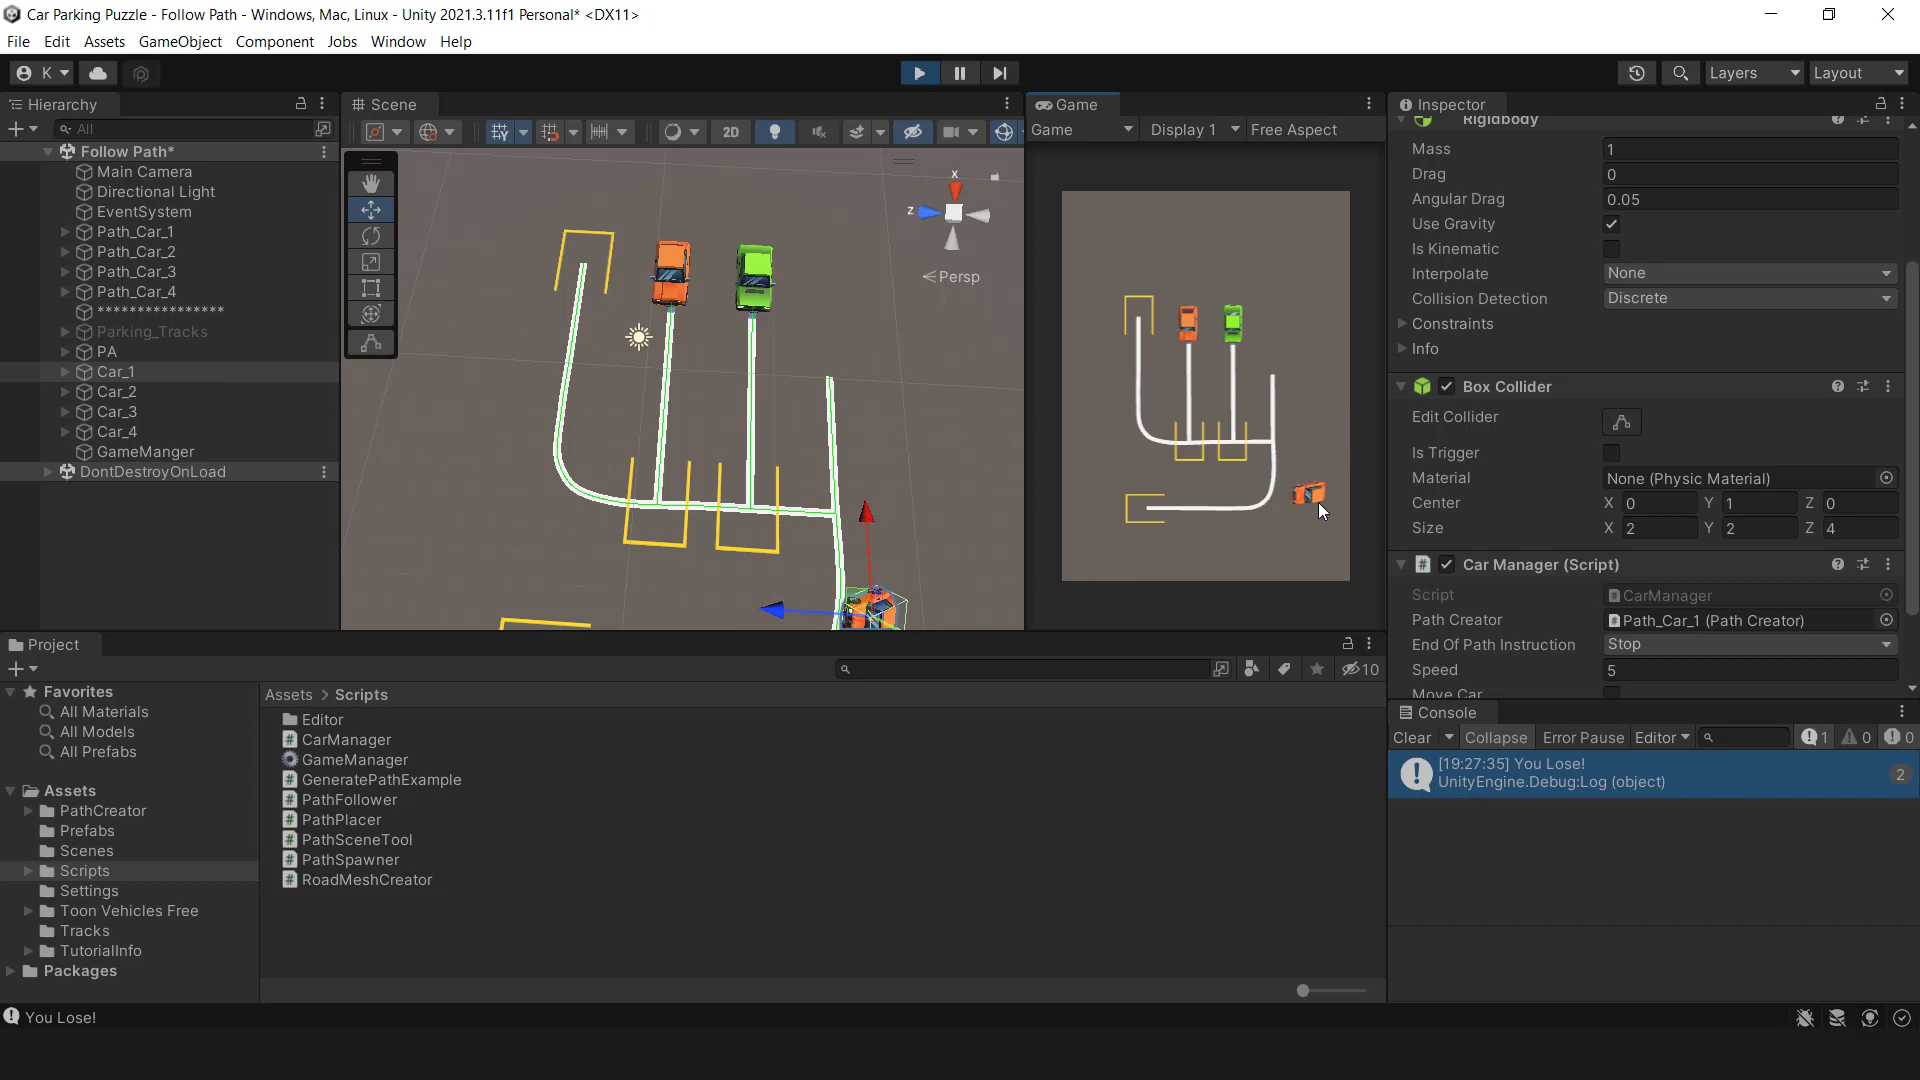 Car Parking Puzzle - Follow Path - Windows, Mac, Linux - Unity 2021.3.11f1 Personal* <DX11>
File Edit Assets GameObject Component Jobs Window Help
K
Layers
Layout
Hierarchy
All
Follow Path*
Main Camera
Directional Light
EventSystem
Path_Car_1
Path_Car_2
Path_Car_3
Path_Car_4
****************
Parking_Tracks
PA
Car_1
Car_2
Car_3
Car_4
GameManger
DontDestroyOnLoad
Scene
2D
x
z
Persp
Game
Game
Display 1
Free Aspect
Inspector
Rigidbody
Mass 1
Drag 0
Angular Drag 0.05
Use Gravity
Is Kinematic
Interpolate None
Collision Detection Discrete
Constraints
Info
Box Collider
Edit Collider
Is Trigger
Material None (Physic Material)
Center X 0 Y 1 Z 0
Size X 2 Y 2 Z 4
Car Manager (Script)
Script CarManager
Path Creator Path_Car_1 (Path Creator)
End Of Path Instruction Stop
Speed 5
Move Car
Project
10
Favorites
All Materials
All Models
All Prefabs
Assets
PathCreator
Prefabs
Scenes
Scripts
Settings
Toon Vehicles Free
Tracks
TutorialInfo
Packages
Assets > Scripts
Editor
CarManager
GameManager
GeneratePathExample
PathFollower
PathPlacer
PathSceneTool
PathSpawner
RoadMeshCreator
Console
Clear Collapse Error Pause Editor 1 0 0
[19:27:35] You Lose!
UnityEngine.Debug:Log (object)
2
You Lose!